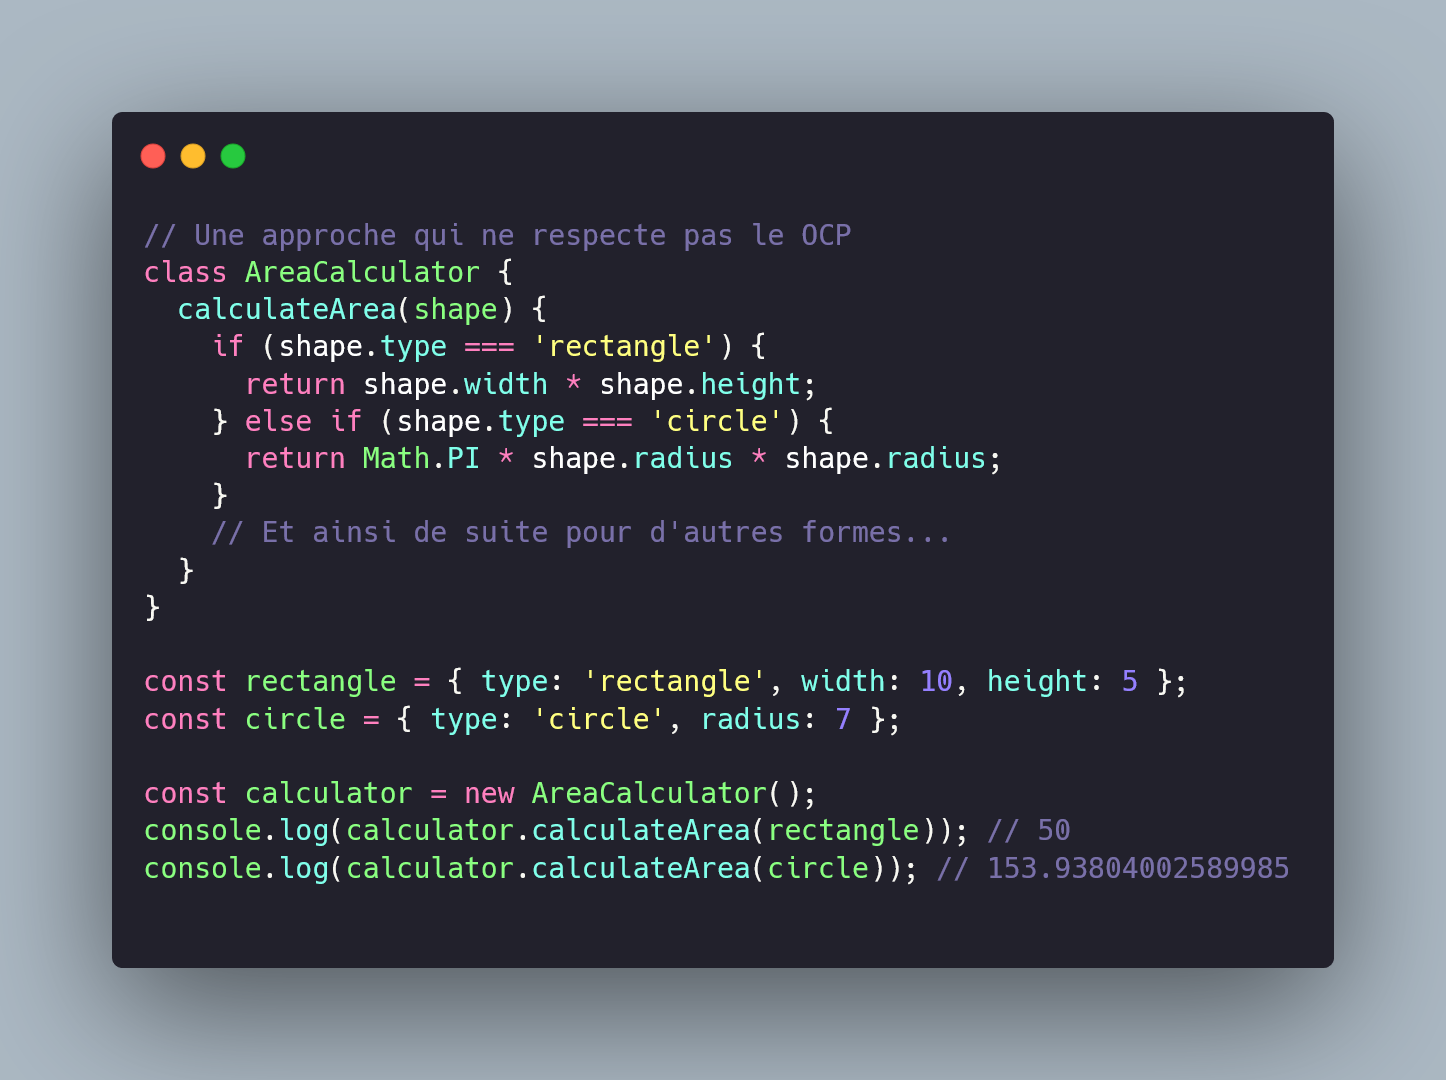 // Une approche qui ne respecte pas le OCP
class AreaCalculator {
  calculateArea(shape) {
    if (shape.type === 'rectangle') {
      return shape.width * shape.height;
    } else if (shape.type === 'circle') {
      return Math.PI * shape.radius * shape.radius;
    }
    // Et ainsi de suite pour d'autres formes...
  }
}

const rectangle = { type: 'rectangle', width: 10, height: 5 };
const circle = { type: 'circle', radius: 7 };

const calculator = new AreaCalculator();
console.log(calculator.calculateArea(rectangle)); // 50
console.log(calculator.calculateArea(circle)); // 153.93804002589985